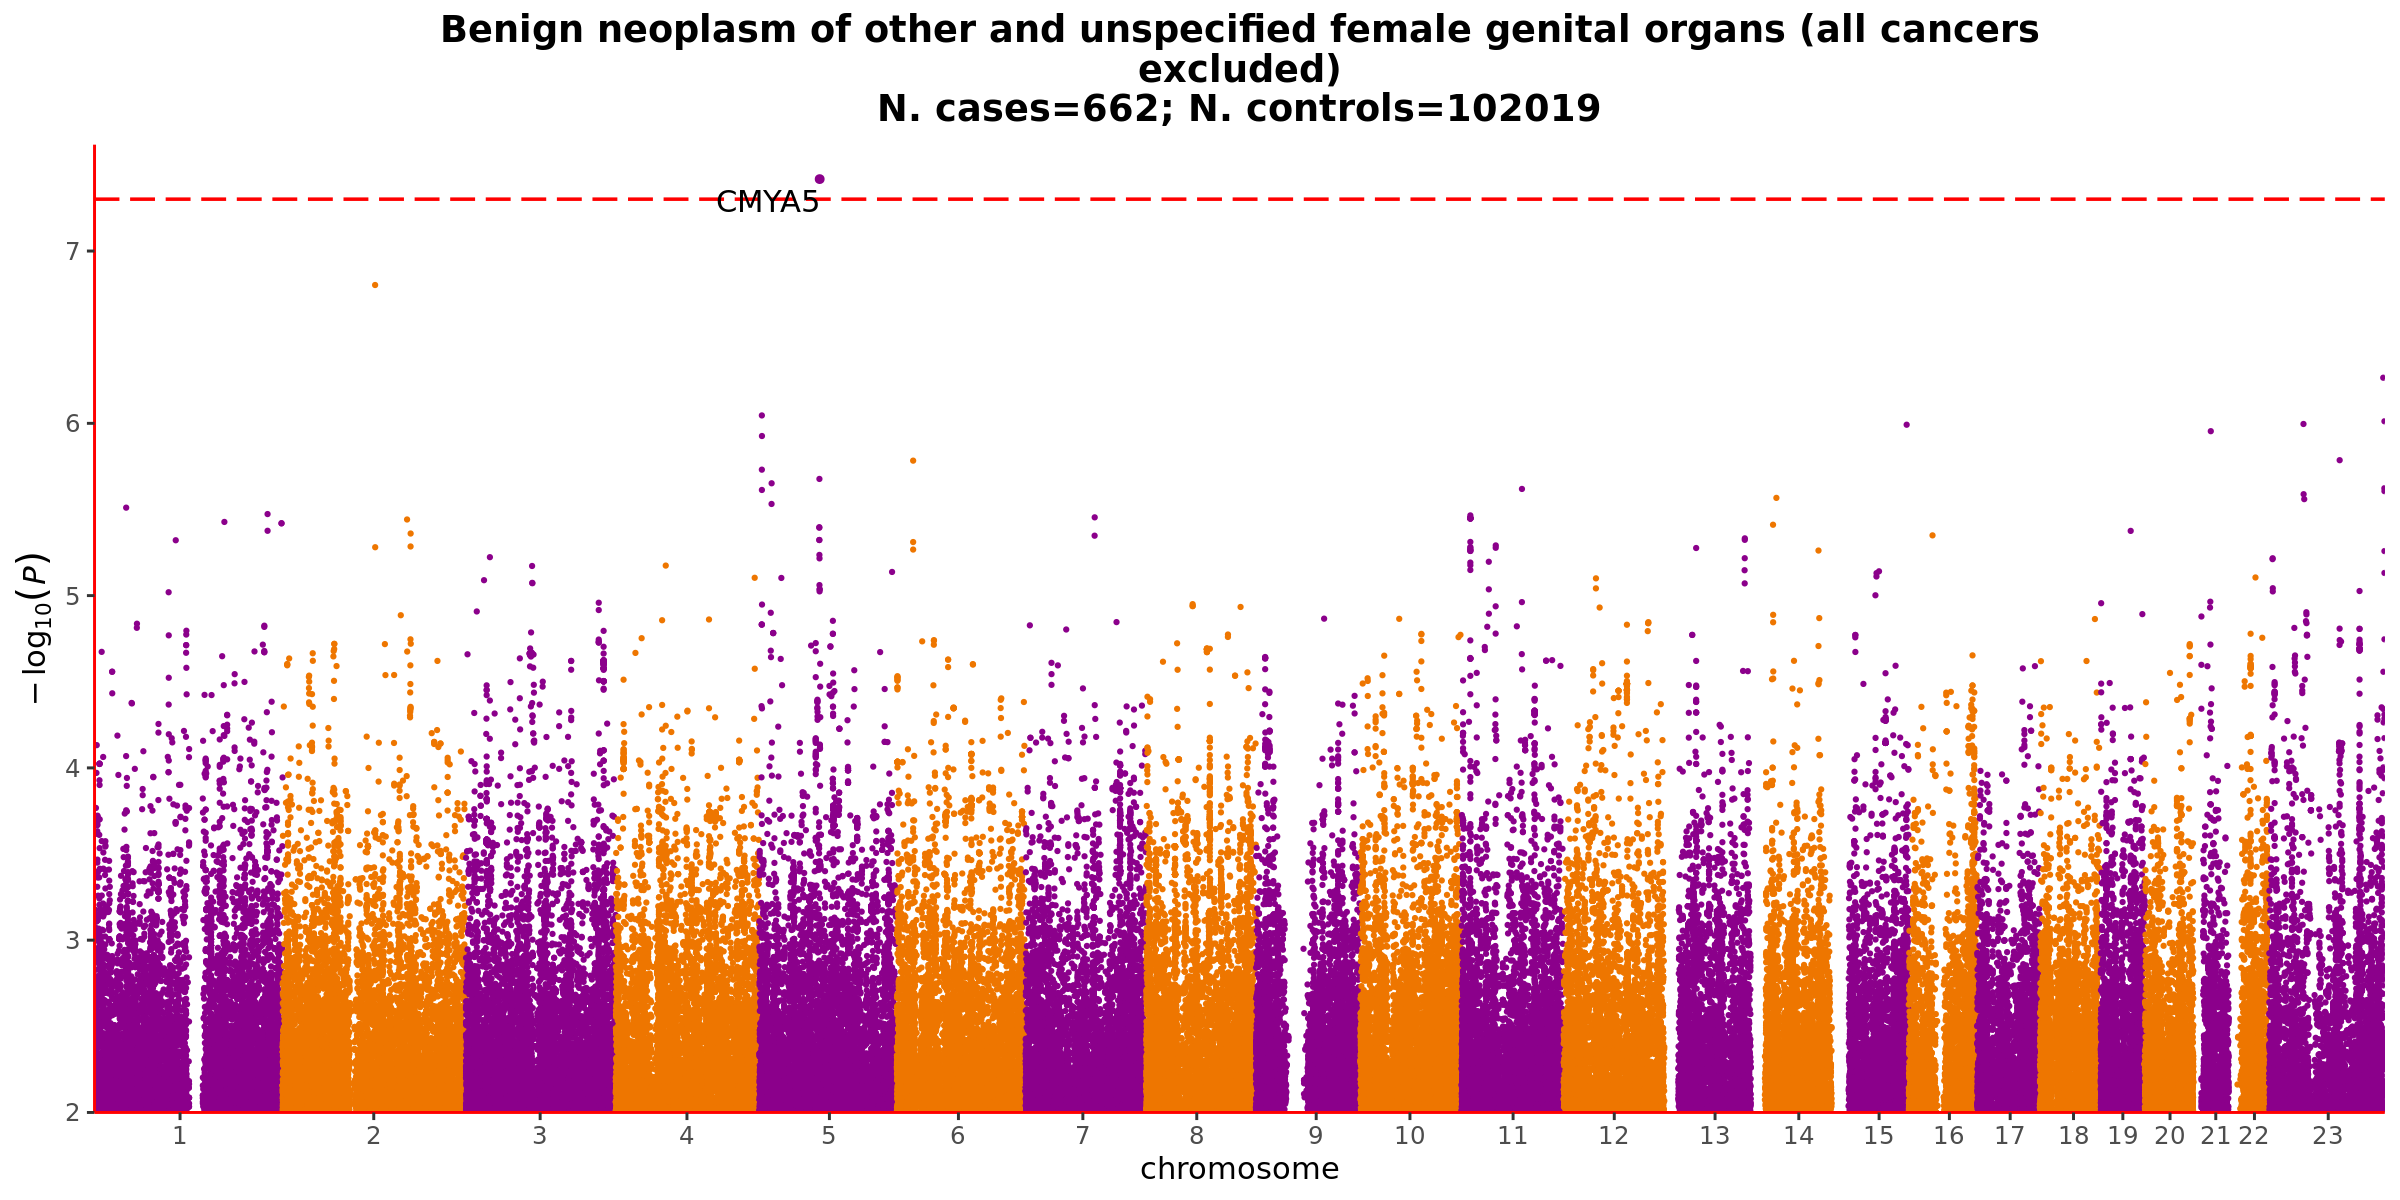 Benign neoplasm of other and unspecified female genital organs (all cancers
excluded)
N. cases=662; N. controls=102019
CMYA5
7
6
5
4
3
2
−log₁₀(P)
1 2 3 4 5 6 7 8 9 10 11 12 13 14 15 16 17 18 19 20 21 22 23
chromosome